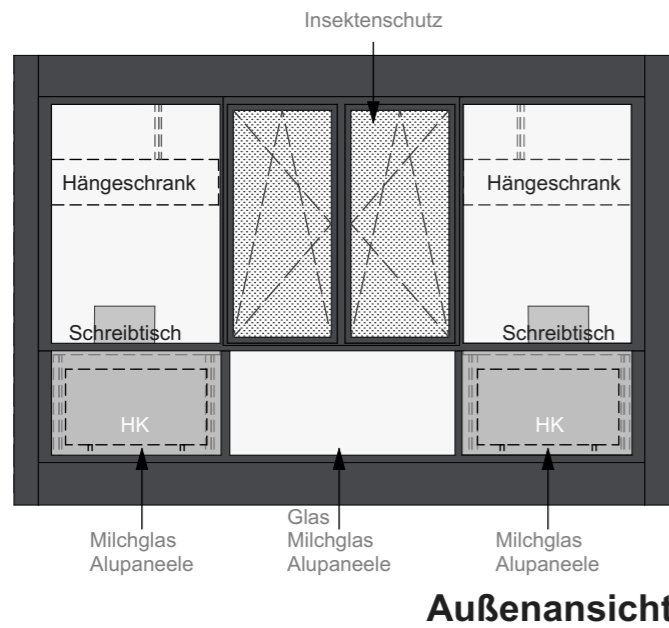 Insektenschutz
Hängeschrank
Hängeschrank
Schreibtisch
Schreibtisch
HK
HK
Milchglas
Alupaneele
Glas
Milchglas
Alupaneele
Milchglas
Alupaneele
Außenansicht